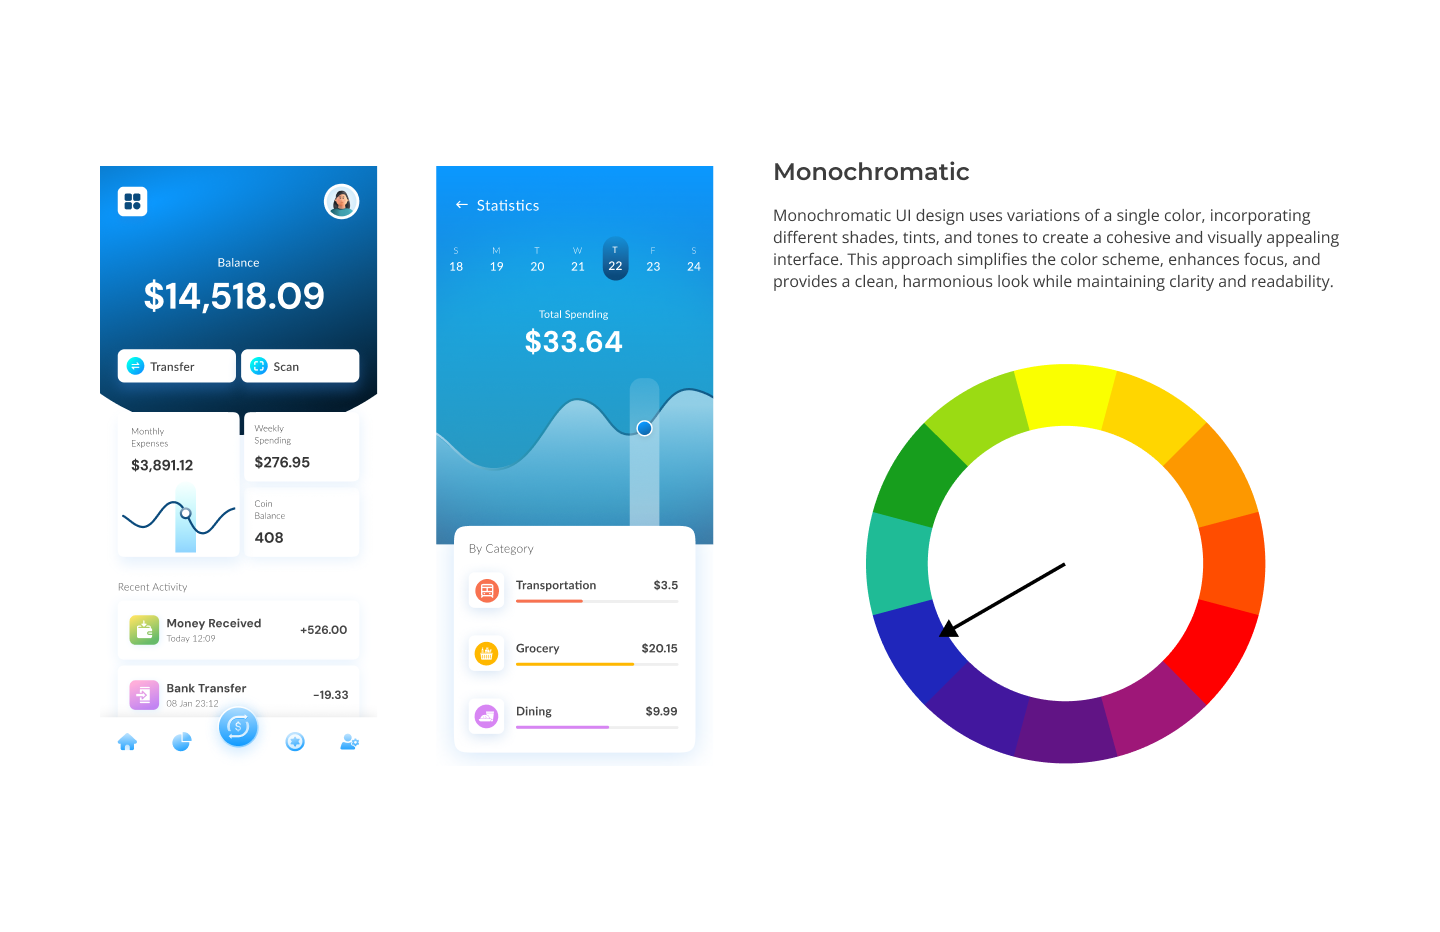 Balance
$14,518.09
Transfer
Scan
Monthly
Expenses
$3,891.12
Weekly
Spending
$276.95
Coin
Balance
408
Recent Activity
Money Received
Today 12:09
+526.00
Bank Transfer
08 Jan 23:12
-19.33
$
← Statistics
S M T W T F S
18 19 20 21 22 23 24
Total Spending
$33.64
By Category
Transportation $3.5
Grocery $20.15
Dining $9.99
Monochromatic
Monochromatic UI design uses variations of a single color, incorporating
different shades, tints, and tones to create a cohesive and visually appealing
interface. This approach simplifies the color scheme, enhances focus, and
provides a clean, harmonious look while maintaining clarity and readability.